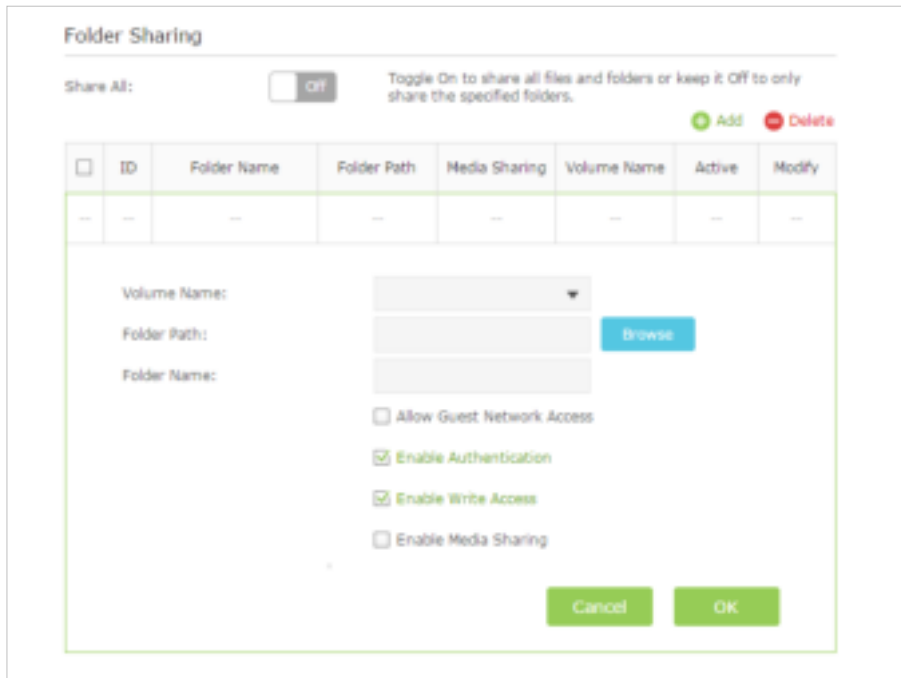 Folder Sharing
Share All:
Off
Toggle On to share all files and folders or keep it Off to only
share the specified folders.
Add Delete
ID Folder Name Folder Path Media Sharing Volume Name Active Modify
-- -- -- -- -- -- -- --
Volume Name:
Folder Path:
Browse
Folder Name:
Allow Guest Network Access
Enable Authentication
Enable Write Access
Enable Media Sharing
Cancel OK